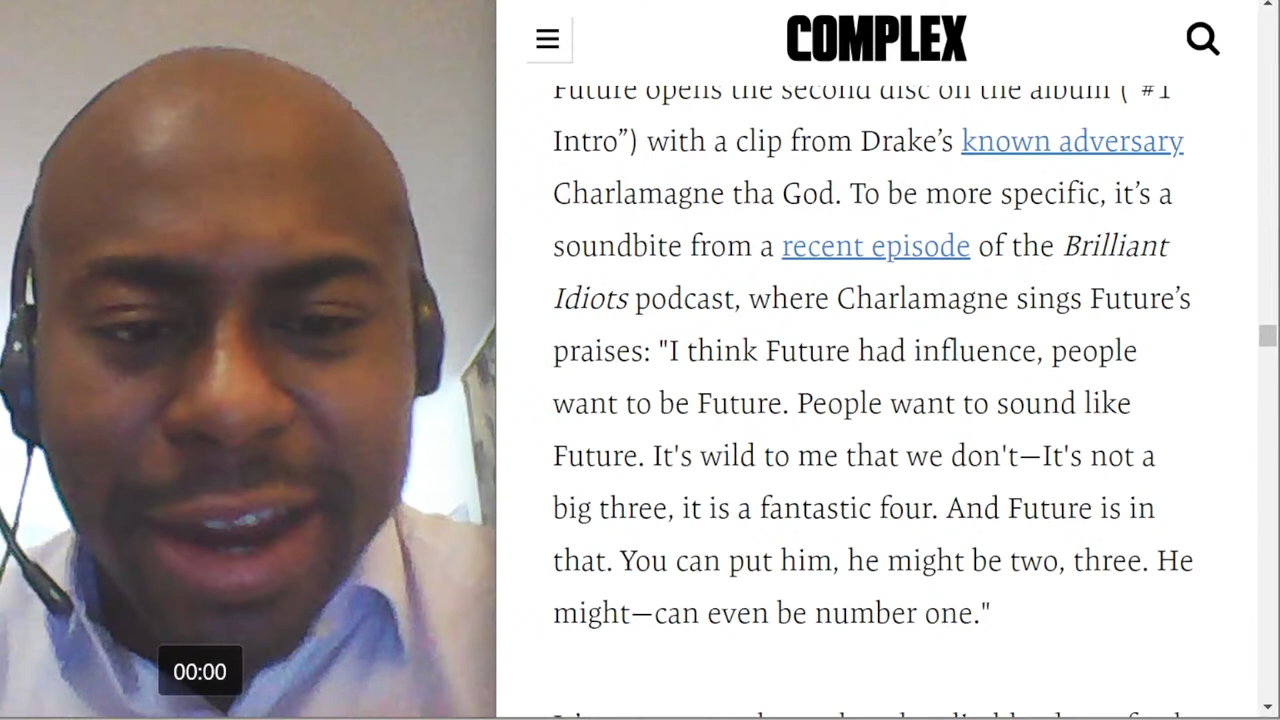 COMPLEX
Future opens the second disc on the album ("#1
Intro”) with a clip from Drake’s known adversary
Charlamagne tha God. To be more specific, it’s a
soundbite from a recent episode of the Brilliant
Idiots podcast, where Charlamagne sings Future’s
praises: "I think Future had influence, people
want to be Future. People want to sound like
Future. It's wild to me that we don't—It's not a
big three, it is a fantastic four. And Future is in
that. You can put him, he might be two, three. He
might—can even be number one."
00:00